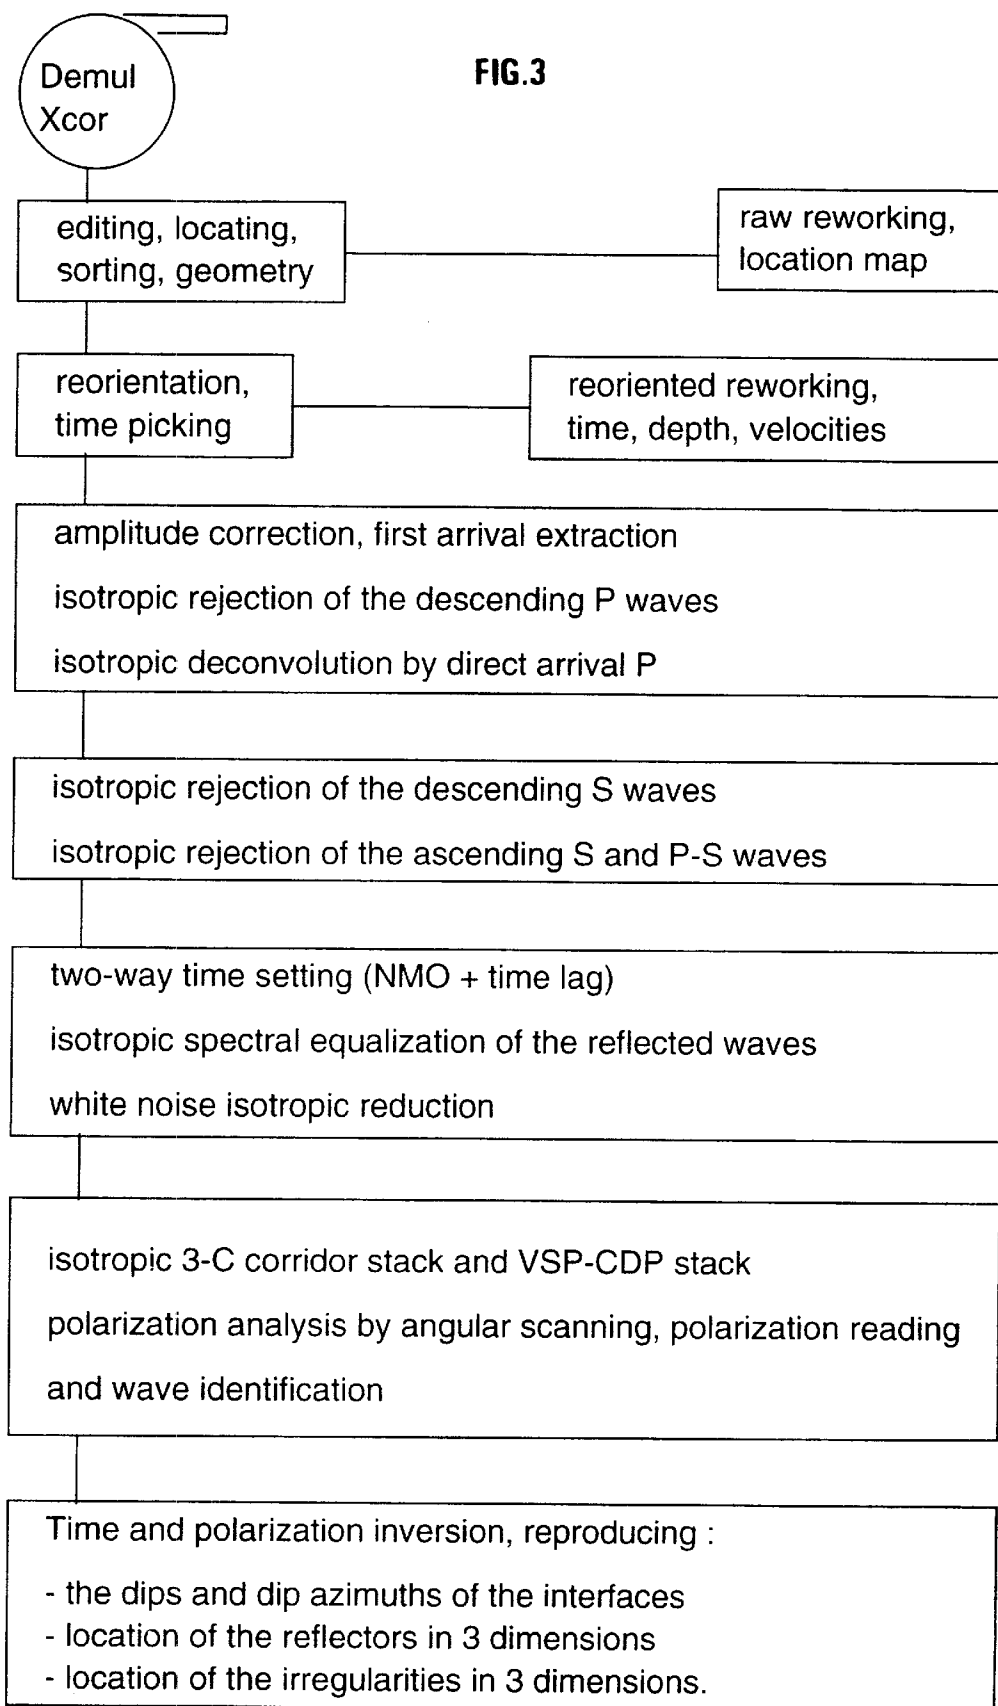 FIG.3
Demul
Xcor
editing, locating,
sorting, geometry
raw reworking,
location map
reorientation,
time picking
reoriented reworking,
time, depth, velocities
amplitude correction, first arrival extraction
isotropic rejection of the descending P waves
isotropic deconvolution by direct arrival P
isotropic rejection of the descending S waves
isotropic rejection of the ascending S and P-S waves
two-way time setting (NMO + time lag)
isotropic spectral equalization of the reflected waves
white noise isotropic reduction
isotropic 3-C corridor stack and VSP-CDP stack
polarization analysis by angular scanning, polarization reading
and wave identification
Time and polarization inversion, reproducing :
- the dips and dip azimuths of the interfaces
- location of the reflectors in 3 dimensions
- location of the irregularities in 3 dimensions.